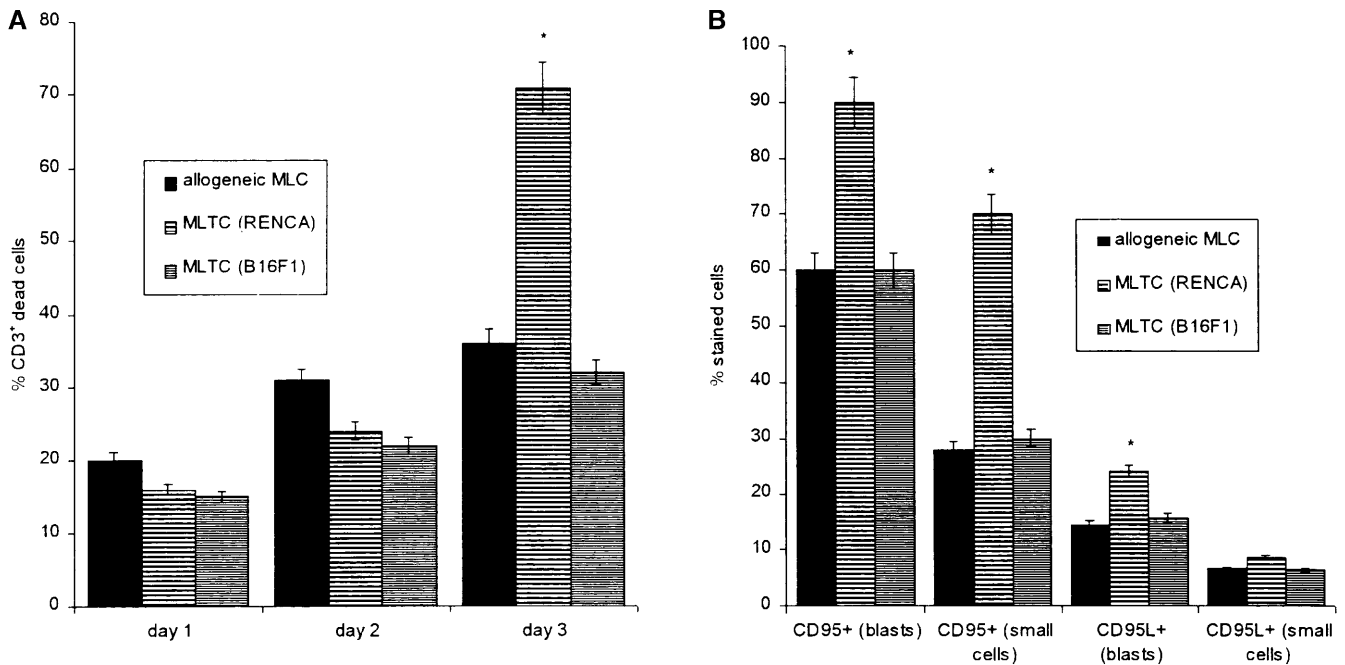 A
80
70
60
50
40
30
20
10
0
% CD3⁺ dead cells
allogeneic MLC
MLTC (RENCA)
MLTC (B16F1)
*
day 1
day 2
day 3
B
100
90
80
70
60
50
40
30
20
10
0
% stained cells
*
*
*
allogeneic MLC
MLTC (RENCA)
MLTC (B16F1)
CD95+ (blasts)
CD95+ (small
cells)
CD95L+
(blasts)
CD95L+ (small
cells)